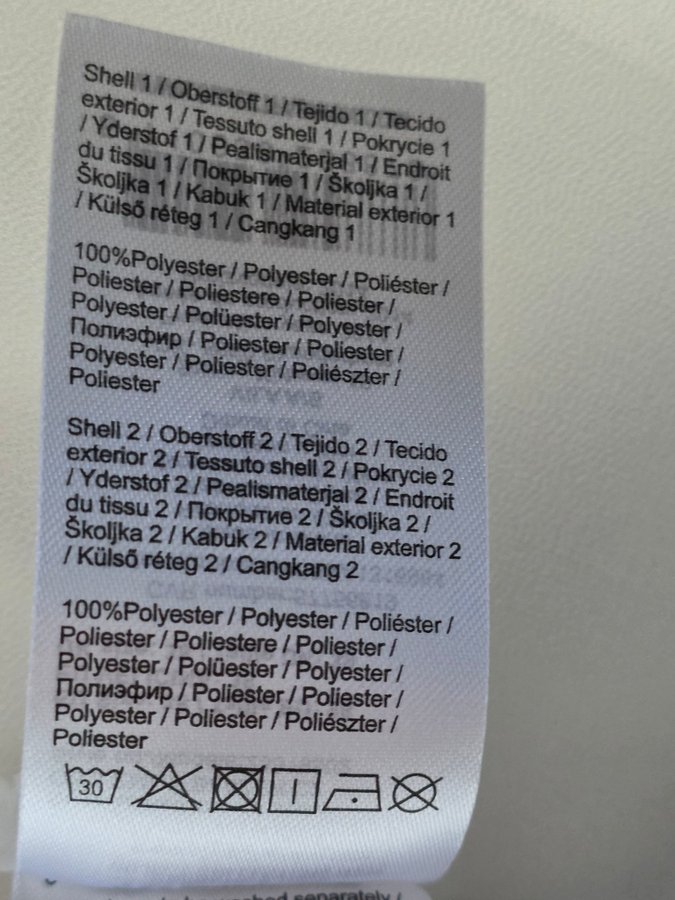 Shell 1 / Oberstoff 1 / Tejido 1 / Tecido
exterior 1 / Tessuto shell 1 / Pokrycie 1
/ Yderstof 1 / Pealismaterjal 1 / Endroit
du tissu 1 / Покрытие 1 / Školjka 1 /
Školjka 1 / Kabuk 1 / Material exterior 1
/ Külső réteg 1 / Cangkang 1
100%Polyester / Polyester / Poliéster /
Poliester / Poliestere / Poliester /
Polyester / Polüester / Polyester /
Полиэфир / Poliester / Poliester /
Polyester / Poliester / Poliészter /
Poliester
Shell 2 / Oberstoff 2 / Tejido 2 / Tecido
exterior 2 / Tessuto shell 2 / Pokrycie 2
/ Yderstof 2 / Pealismaterjal 2 / Endroit
du tissu 2 / Покрытие 2 / Školjka 2 /
Školjka 2 / Kabuk 2 / Material exterior 2
/ Külső réteg 2 / Cangkang 2
100%Polyester / Polyester / Poliéster /
Poliester / Poliestere / Poliester /
Polyester / Polüester / Polyester /
Полиэфир / Poliester / Poliester /
Polyester / Poliester / Poliészter /
Poliester
30
separately /